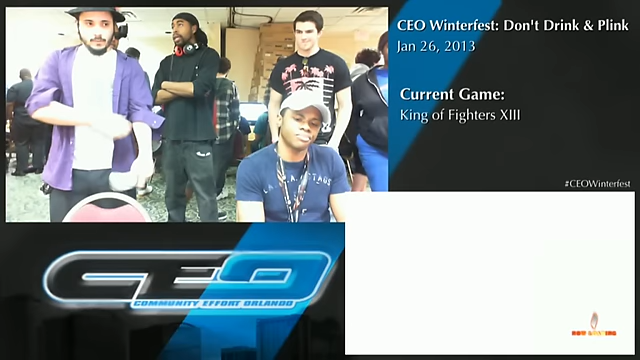 CEO Winterfest: Don't Drink & Plink
Jan 26, 2013
Current Game:
King of Fighters XIII
#CEOWinterfest
CEO
COMMUNITY EFFORT ORLANDO